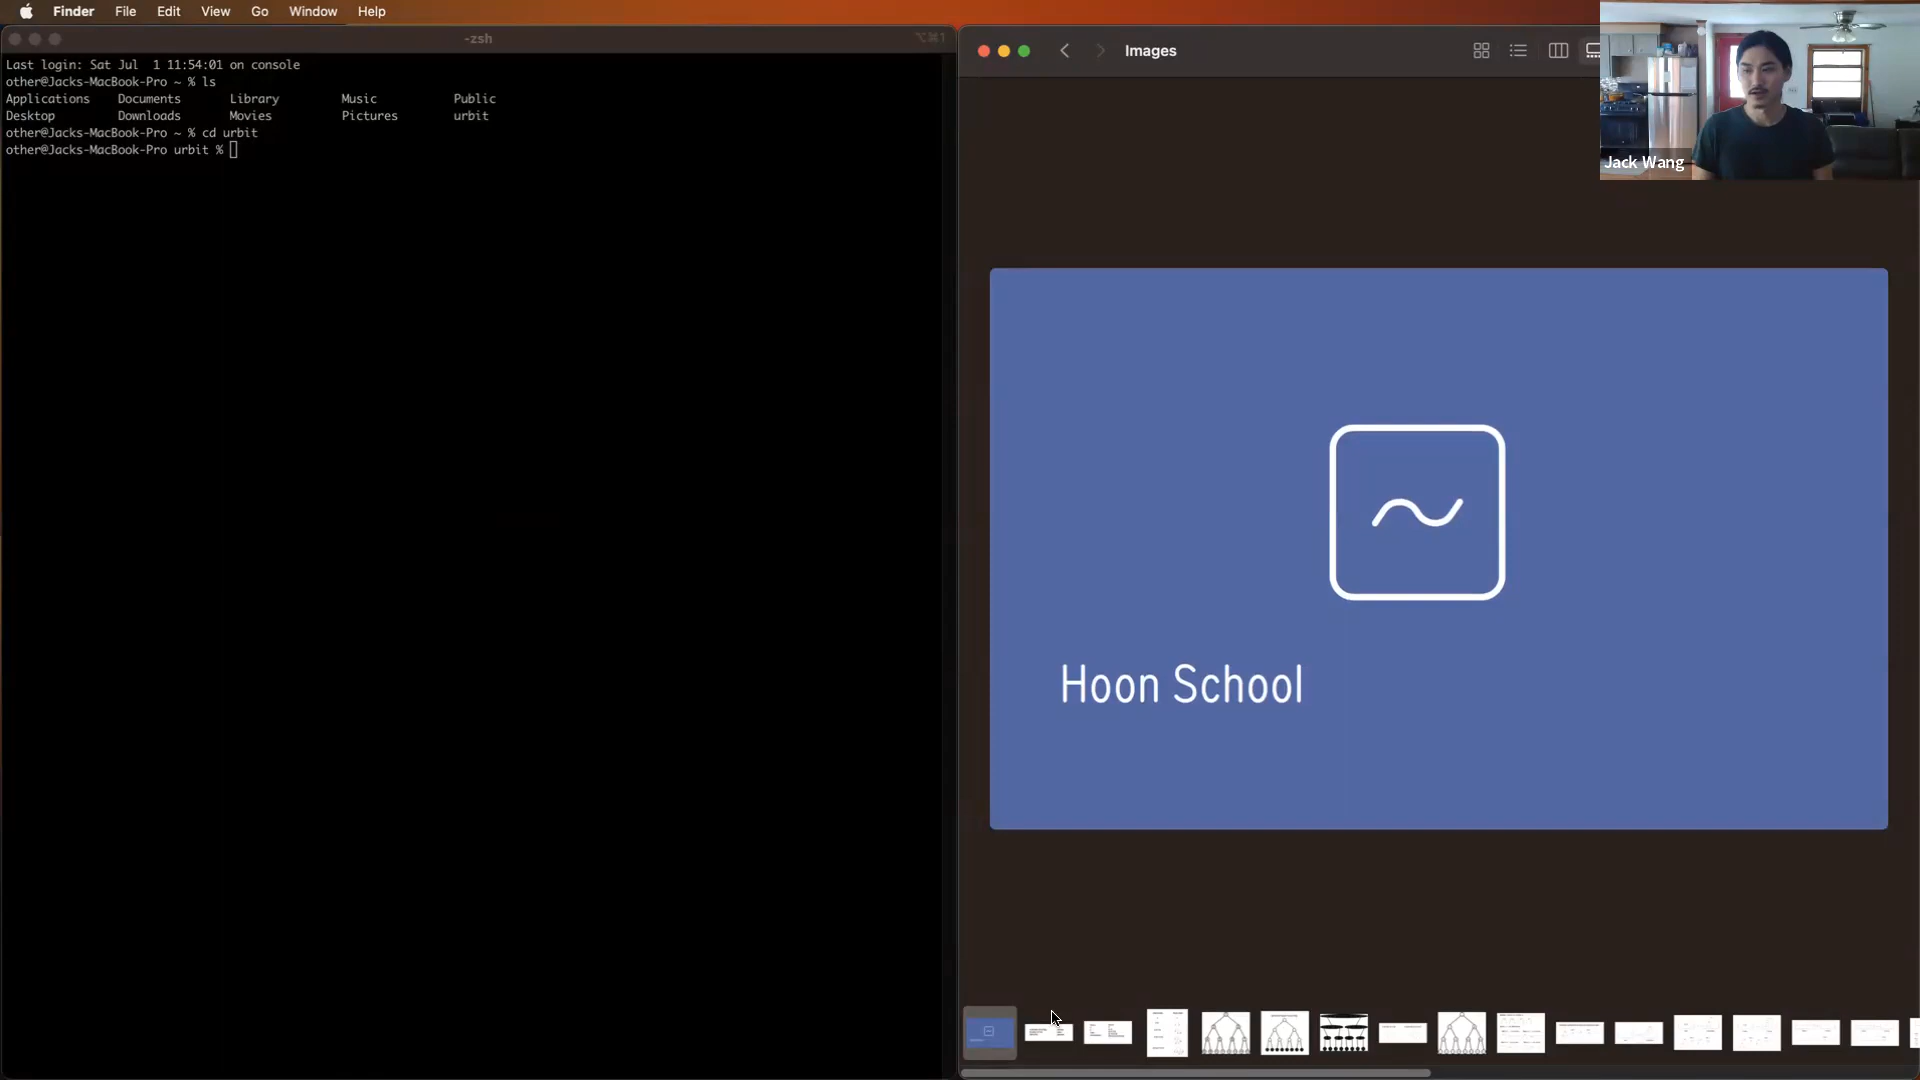 Finder File Edit View Go Window Help
-zsh
⌥⌘1
Last login: Sat Jul  1 11:54:01 on console
other@Jacks-MacBook-Pro ~ % ls
Applications Documents Library Music Public
Desktop Downloads Movies Pictures urbit
other@Jacks-MacBook-Pro ~ % cd urbit
other@Jacks-MacBook-Pro urbit %
Images
Jack Wang
~
Hoon School